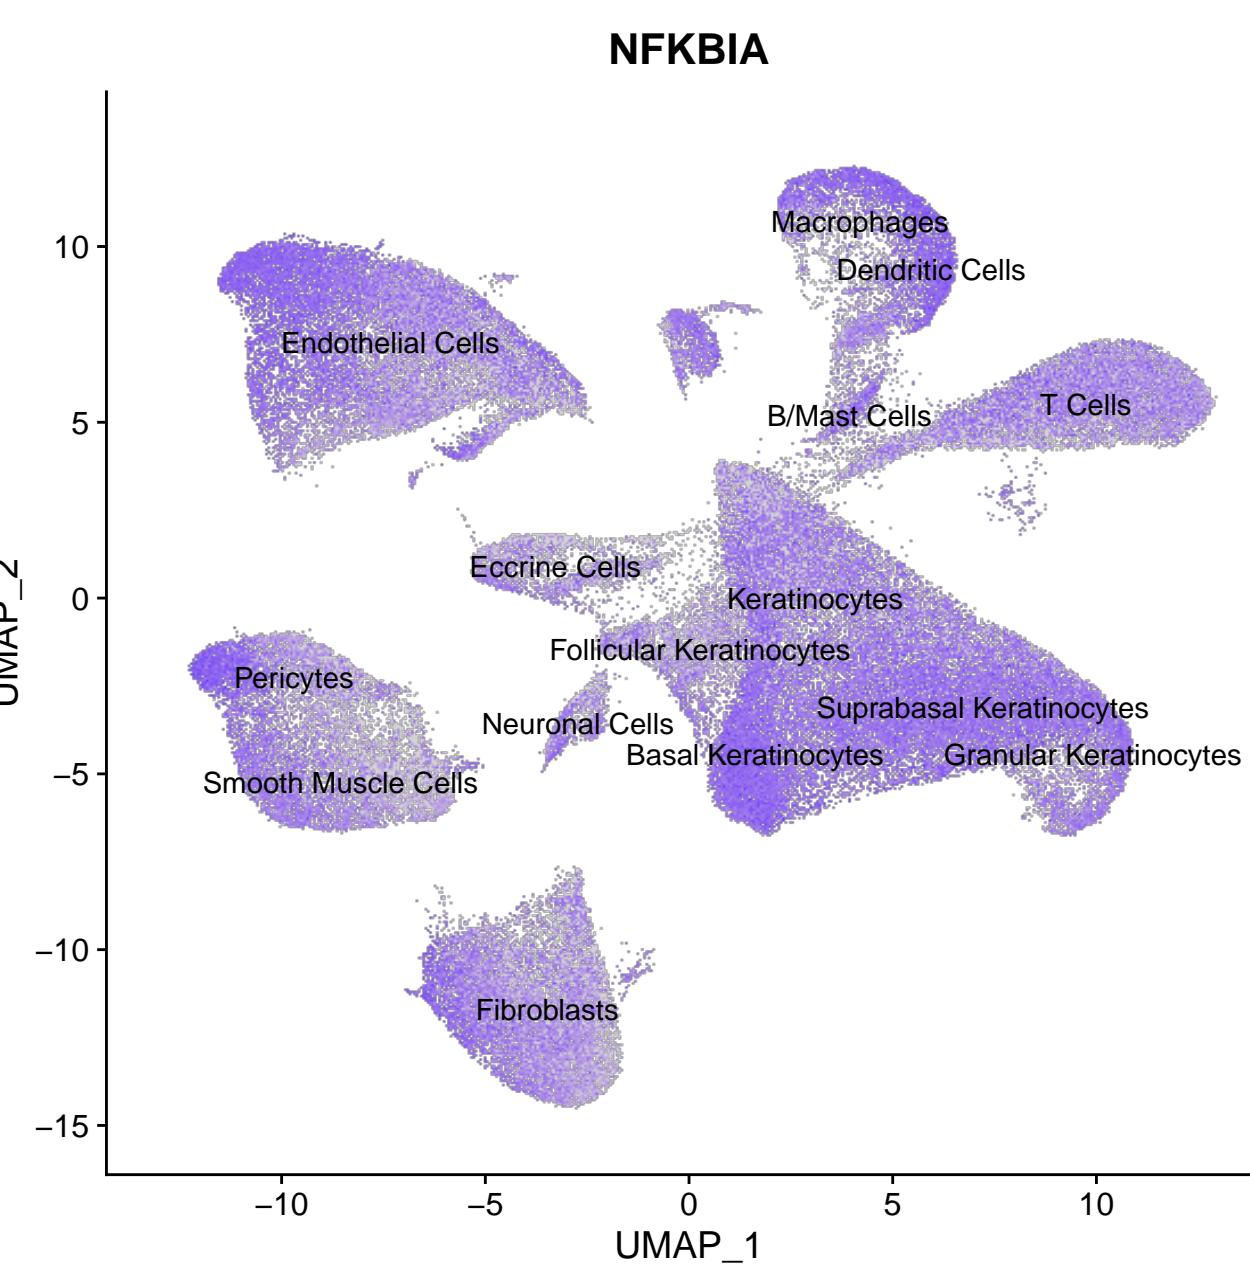 NFKBIA
Macrophages
10
Dendritic Cells
Endothelial Cells
5
B/Mast Cells
T Cells
Eccrine Cells
UMAP_2
0
Keratinocytes
Follicular Keratinocytes
Pericytes
Neuronal Cells
Suprabasal Keratinocytes
Basal Keratinocytes
Granular Keratinocytes
−5
Smooth Muscle Cells
−10
Fibroblasts
−15
−10 −5 0 5 10
UMAP_1